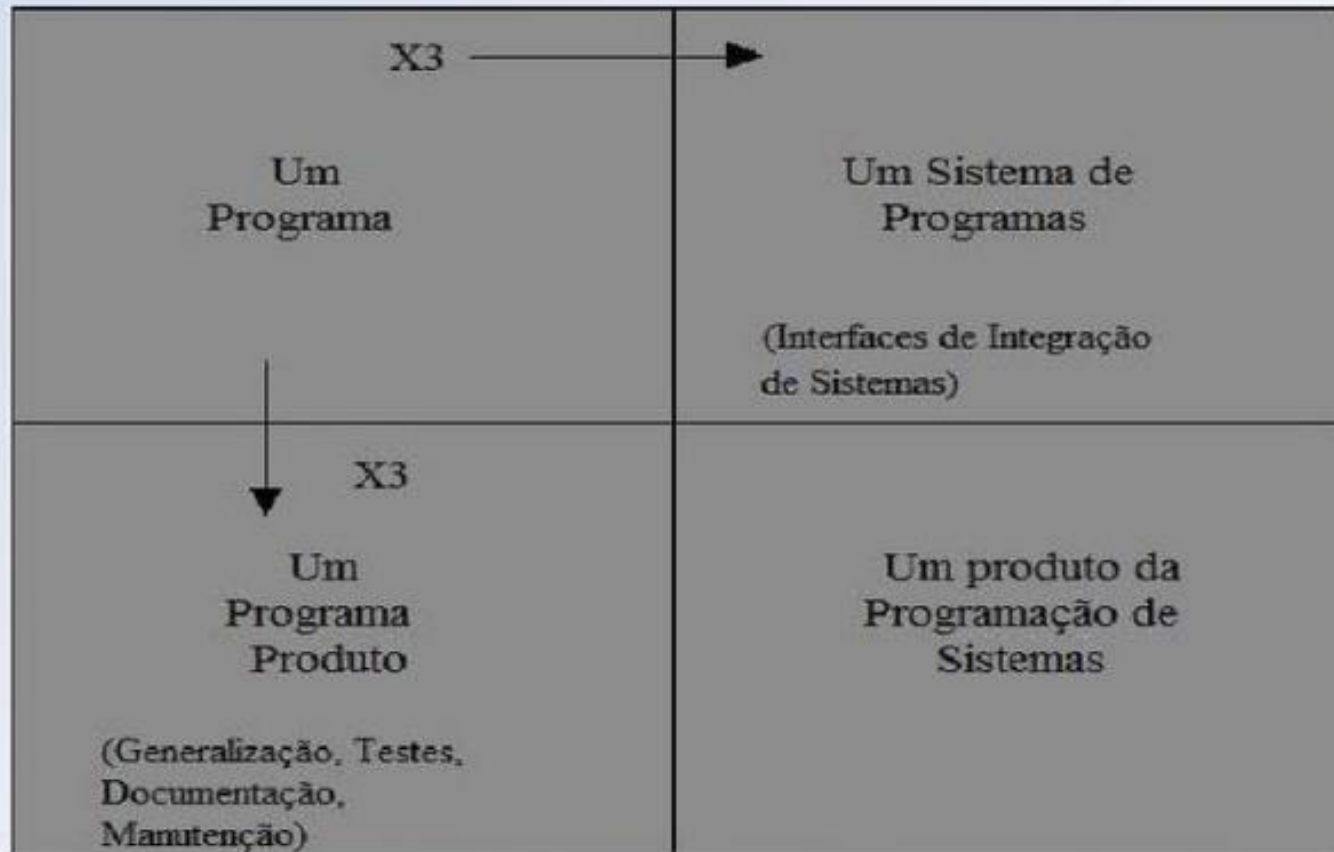 X3
Um
Programa
Um Sistema de
Programas
(Interfaces de Integração
de Sistemas)
X3
Um
Programa
Produto
(Generalização, Testes,
Documentação,
Manutenção)
Um produto da
Programação de
Sistemas